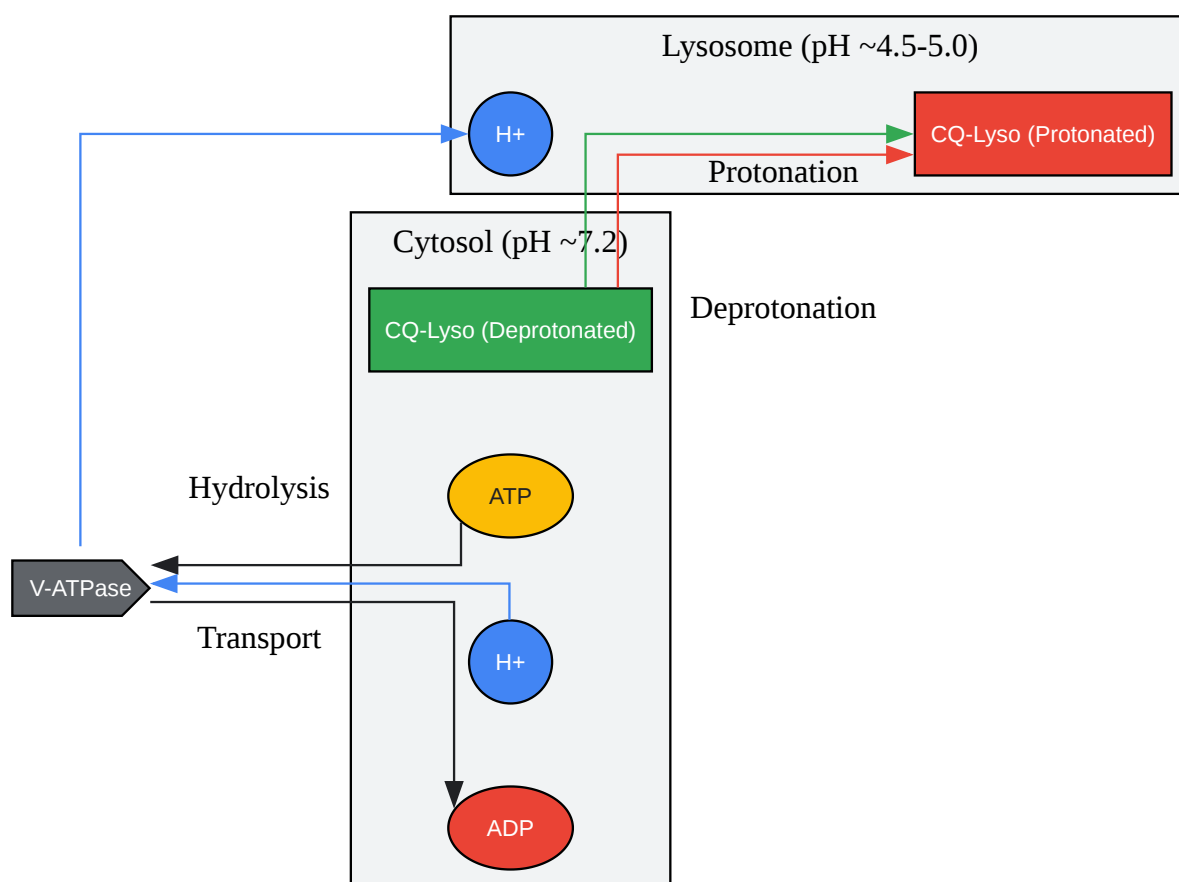 Lysosome (pH ~4.5-5.0)
H+
CQ-Lyso (Protonated)
Protonation
Cytosol (pH ~7.2)
Deprotonation
CQ-Lyso (Deprotonated)
Hydrolysis
ATP
V-ATPase
Transport
H+
ADP